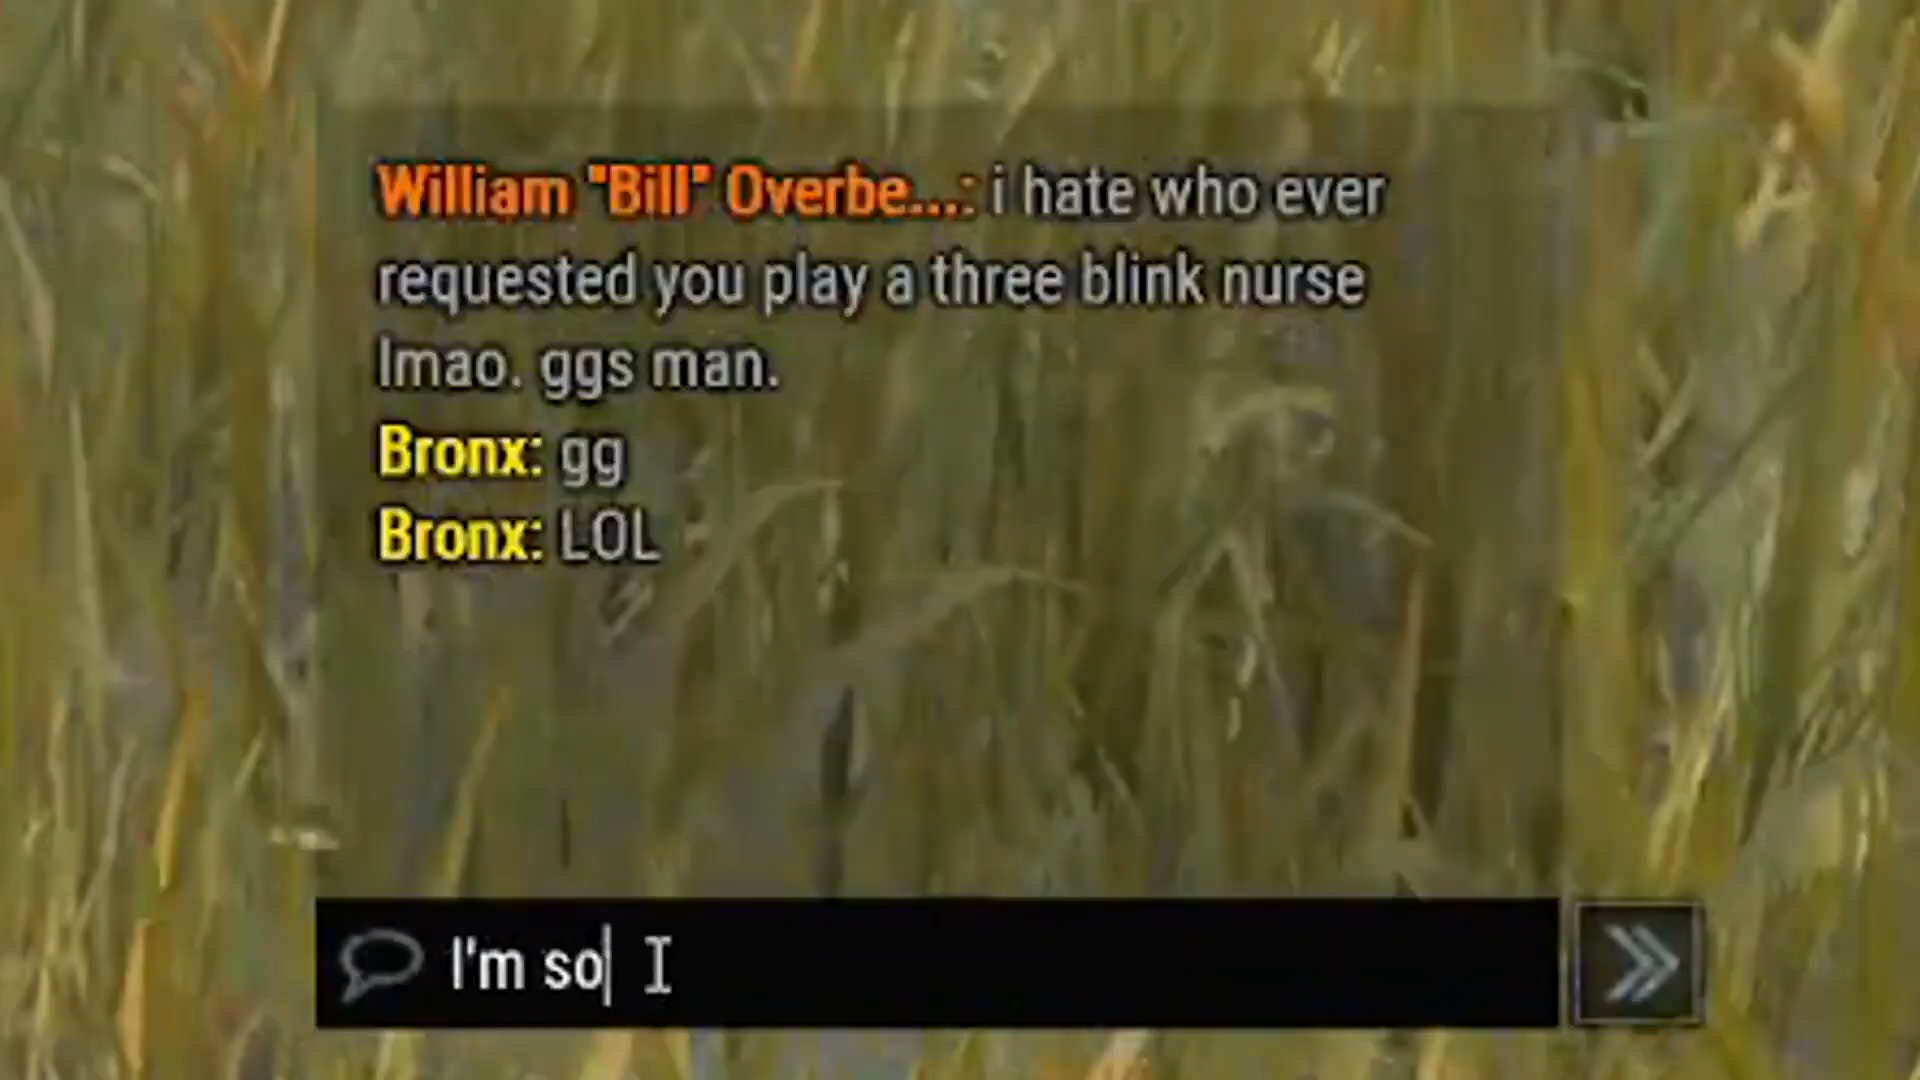 William "Bill" Overbe...: i hate who ever
requested you play a three blink nurse
lmao. ggs man.
Bronx: gg
Bronx: LOL
I'm so